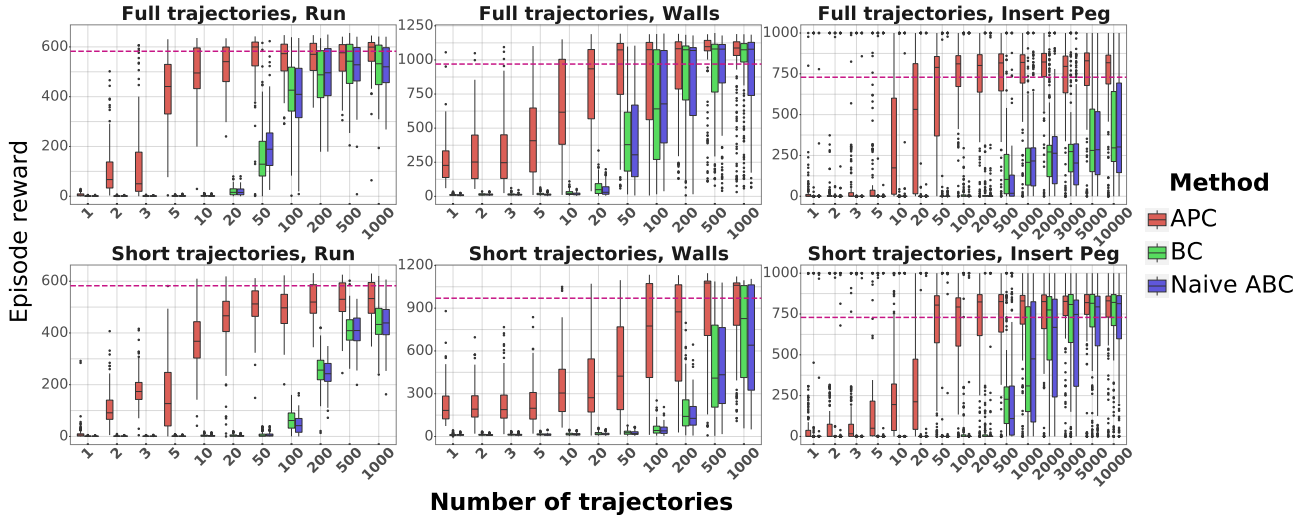 Full trajectories, Run
Full trajectories, Walls
Full trajectories, Insert Peg
600
400
200
0
1 2 3 5 10 20 50 100 200 500 1000
1250
1000
750
500
250
0
1 2 3 5 10 20 50 100 200 500 1000
1000
750
500
250
0
1 2 3 5 10 20 50 100 200 500 1000 2000 3000 5000 10000
Short trajectories, Run
Short trajectories, Walls
Short trajectories, Insert Peg
600
400
200
0
1 2 3 5 10 20 50 100 200 500 1000
1200
900
600
300
0
1 2 3 5 10 20 50 100 200 500 1000
1000
750
500
250
0
1 2 3 5 10 20 50 100 200 500 1000 2000 3000 5000 10000
Episode reward
Number of trajectories
Method
APC
BC
Naive ABC